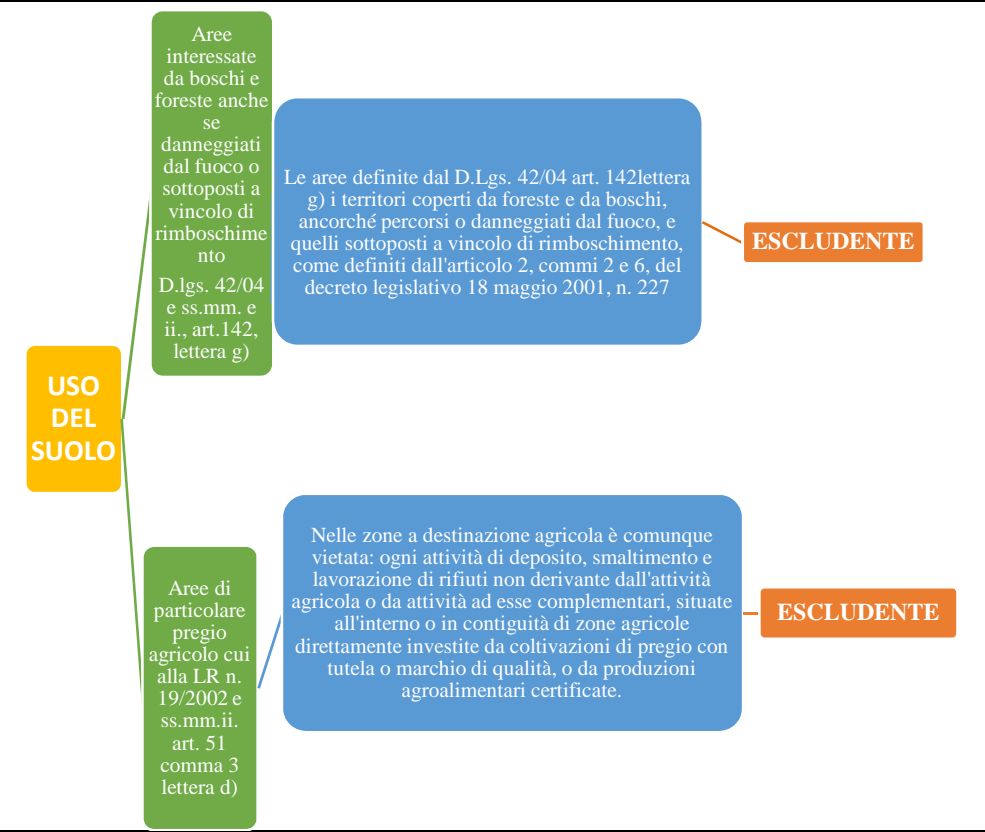 USO
DEL
SUOLO
Aree
interessate
da boschi e
foreste anche
se
danneggiati
dal fuoco o
sottoposti a
vincolo di
rimboschime
nto
D.lgs. 42/04
e ss.mm. e
ii., art.142,
lettera g)
Le aree definite dal D.Lgs. 42/04 art. 142lettera
g) i territori coperti da foreste e da boschi,
ancorché percorsi o danneggiati dal fuoco, e
quelli sottoposti a vincolo di rimboschimento,
come definiti dall'articolo 2, commi 2 e 6, del
decreto legislativo 18 maggio 2001, n. 227
ESCLUDENTE
Aree di
particolare
pregio
agricolo cui
alla LR n.
19/2002 e
ss.mm.ii.
art. 51
comma 3
lettera d)
Nelle zone a destinazione agricola è comunque
vietata: ogni attività di deposito, smaltimento e
lavorazione di rifiuti non derivante dall'attività
agricola o da attività ad esse complementari, situate
all'interno o in contiguità di zone agricole
direttamente investite da coltivazioni di pregio con
tutela o marchio di qualità, o da produzioni
agroalimentari certificate.
ESCLUDENTE